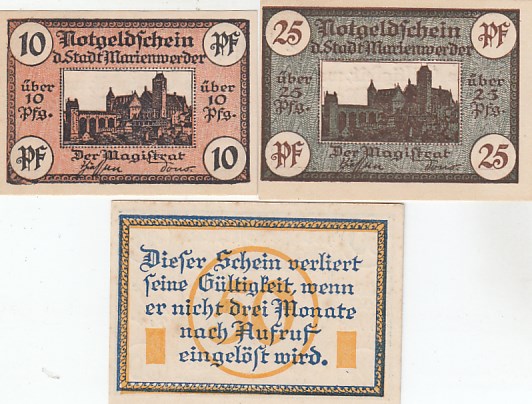 10 Notgeldschein Pf
d. Stadt Marienwerder
über über
10 10
Pfg. Pfg.
Pf Der Magistrat 10
25 Notgeldschein Pf
d. Stadt Marienwerder
über über
25 25
Pfg. Pfg.
Pf Der Magistrat 25
50
Dieser Schein verliert
seine Gültigkeit, wenn
er nicht drei Monate
nach Aufruf
eingelöst wird.